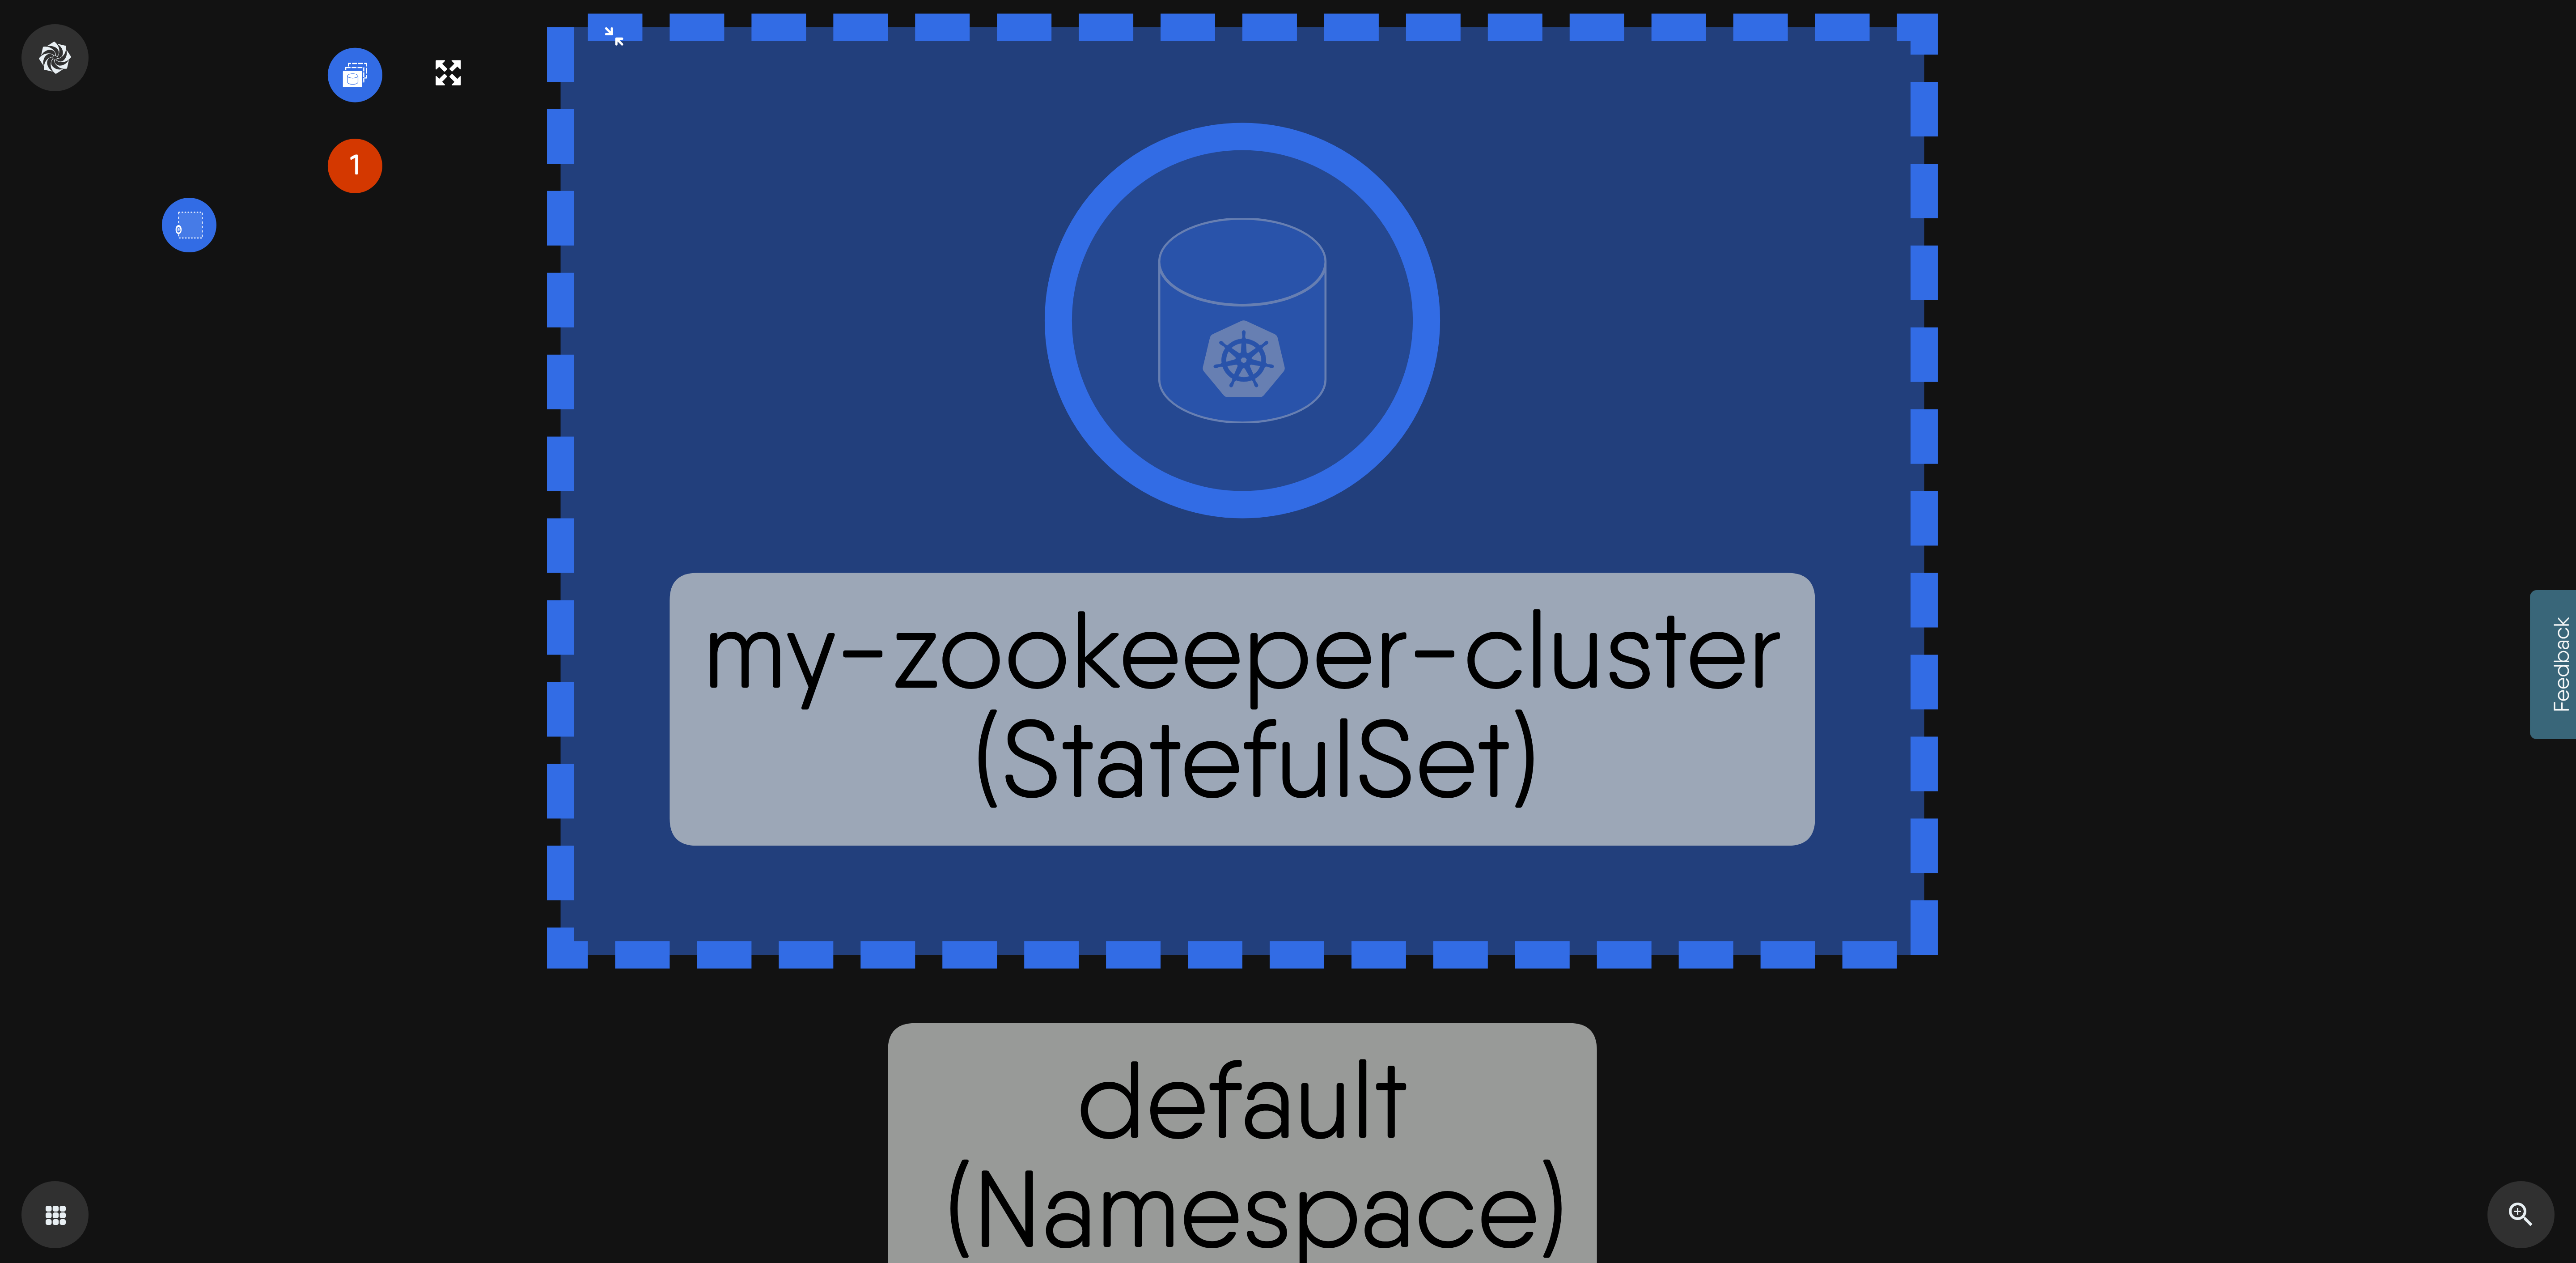 1
my-zookeeper-cluster
(StatefulSet)
Feedback
default
(Namespace)